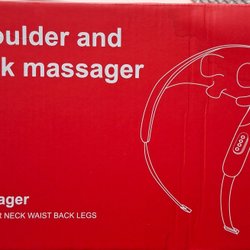 oulder and
k massager
ager
R NECK WAIST BACK LEGS